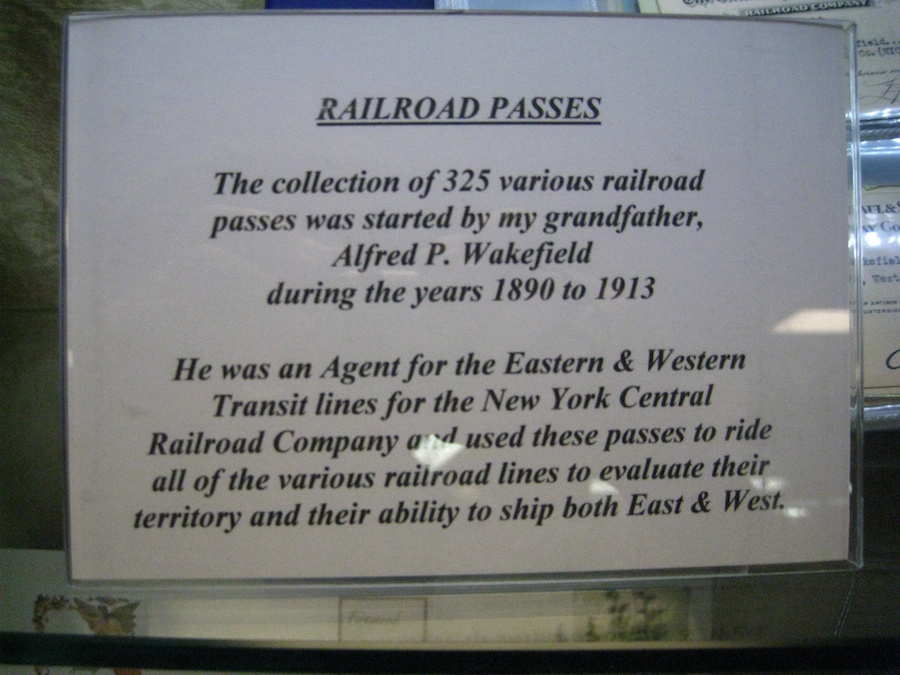 RAILROAD COMPANY
RAILROAD PASSES
The collection of 325 various railroad
passes was started by my grandfather,
Alfred P. Wakefield
during the years 1890 to 1913
He was an Agent for the Eastern & Western
Transit lines for the New York Central
Railroad Company and used these passes to ride
all of the various railroad lines to evaluate their
territory and their ability to ship both East & West.